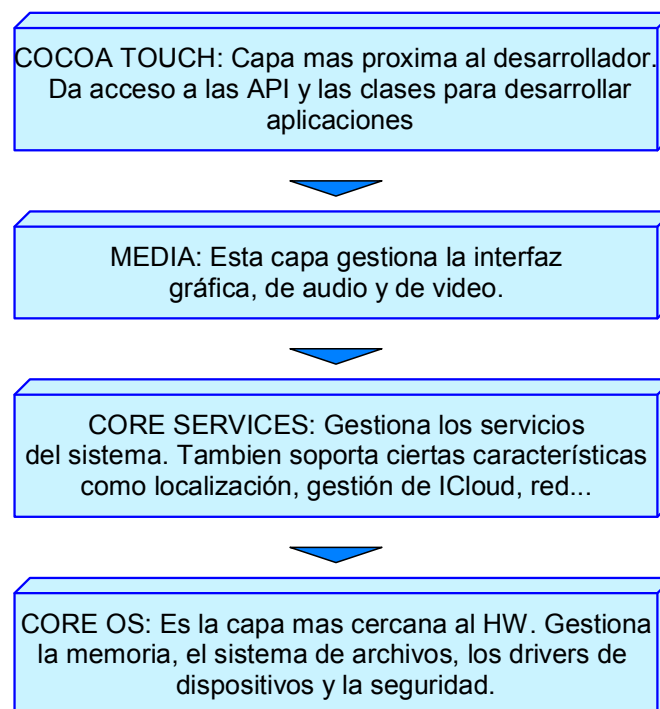 COCOA TOUCH: Capa mas proxima al desarrollador.
Da acceso a las API y las clases para desarrollar
aplicaciones
MEDIA: Esta capa gestiona la interfaz
gráfica, de audio y de video.
CORE SERVICES: Gestiona los servicios
del sistema. Tambien soporta ciertas características
como localización, gestión de ICloud, red...
CORE OS: Es la capa mas cercana al HW. Gestiona
la memoria, el sistema de archivos, los drivers de
dispositivos y la seguridad.